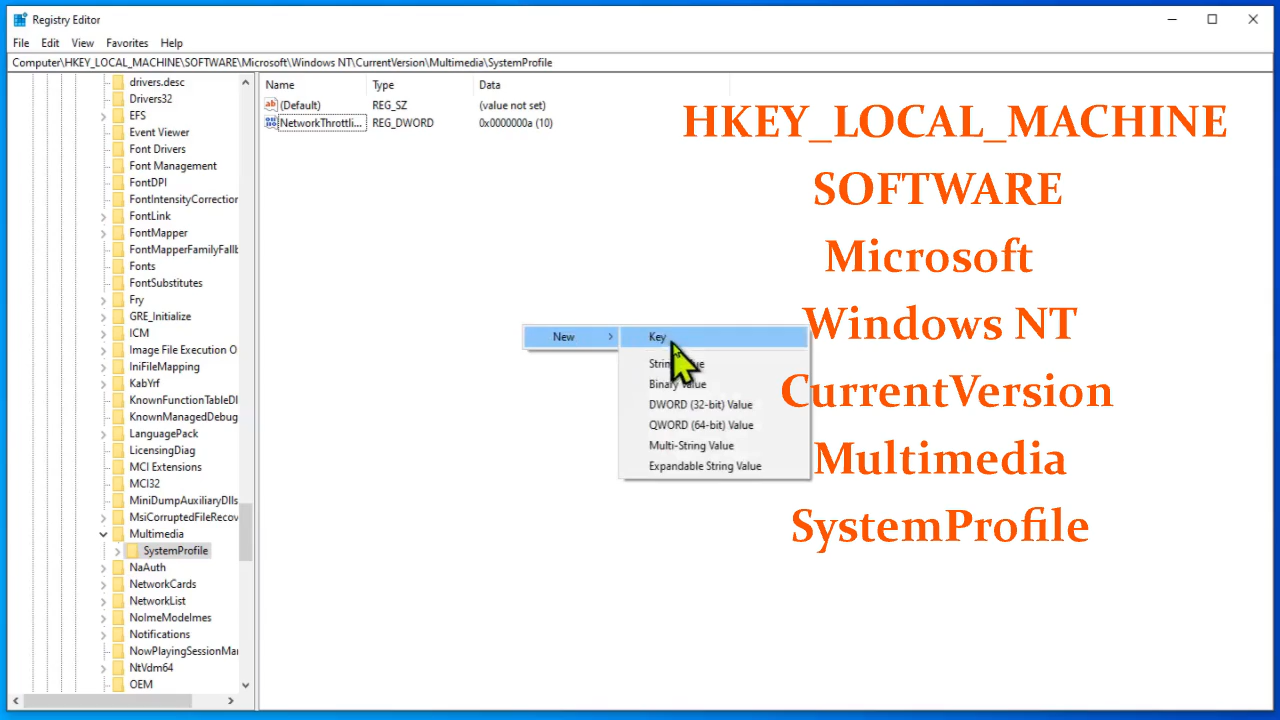 Registry Editor
File Edit View Favorites Help
Computer\HKEY_LOCAL_MACHINE\SOFTWARE\Microsoft\Windows NT\CurrentVersion\Multimedia\SystemProfile
drivers.desc
Drivers32
EFS
Event Viewer
Font Drivers
Font Management
FontDPI
FontIntensityCorrection
FontLink
FontMapper
FontMapperFamilyFallb
Fonts
FontSubstitutes
Fry
GRE_Initialize
ICM
Image File Execution O
IniFileMapping
KabYrf
KnownFunctionTableDl
KnownManagedDebug
LanguagePack
LicensingDiag
MCI Extensions
MCI32
MiniDumpAuxiliaryDlls
MsiCorruptedFileRecov
Multimedia
SystemProfile
NaAuth
NetworkCards
NetworkList
NoImeModeImes
Notifications
NowPlayingSessionMan
NtVdm64
OEM
Name Type Data
(Default) REG_SZ (value not set)
NetworkThrottli... REG_DWORD 0x0000000a (10)
New
Key
Value
Binary Value
DWORD (32-bit) Value
QWORD (64-bit) Value
Multi-String Value
Expandable String Value
HKEY_LOCAL_MACHINE
SOFTWARE
Microsoft
Windows NT
CurrentVersion
Multimedia
SystemProfile